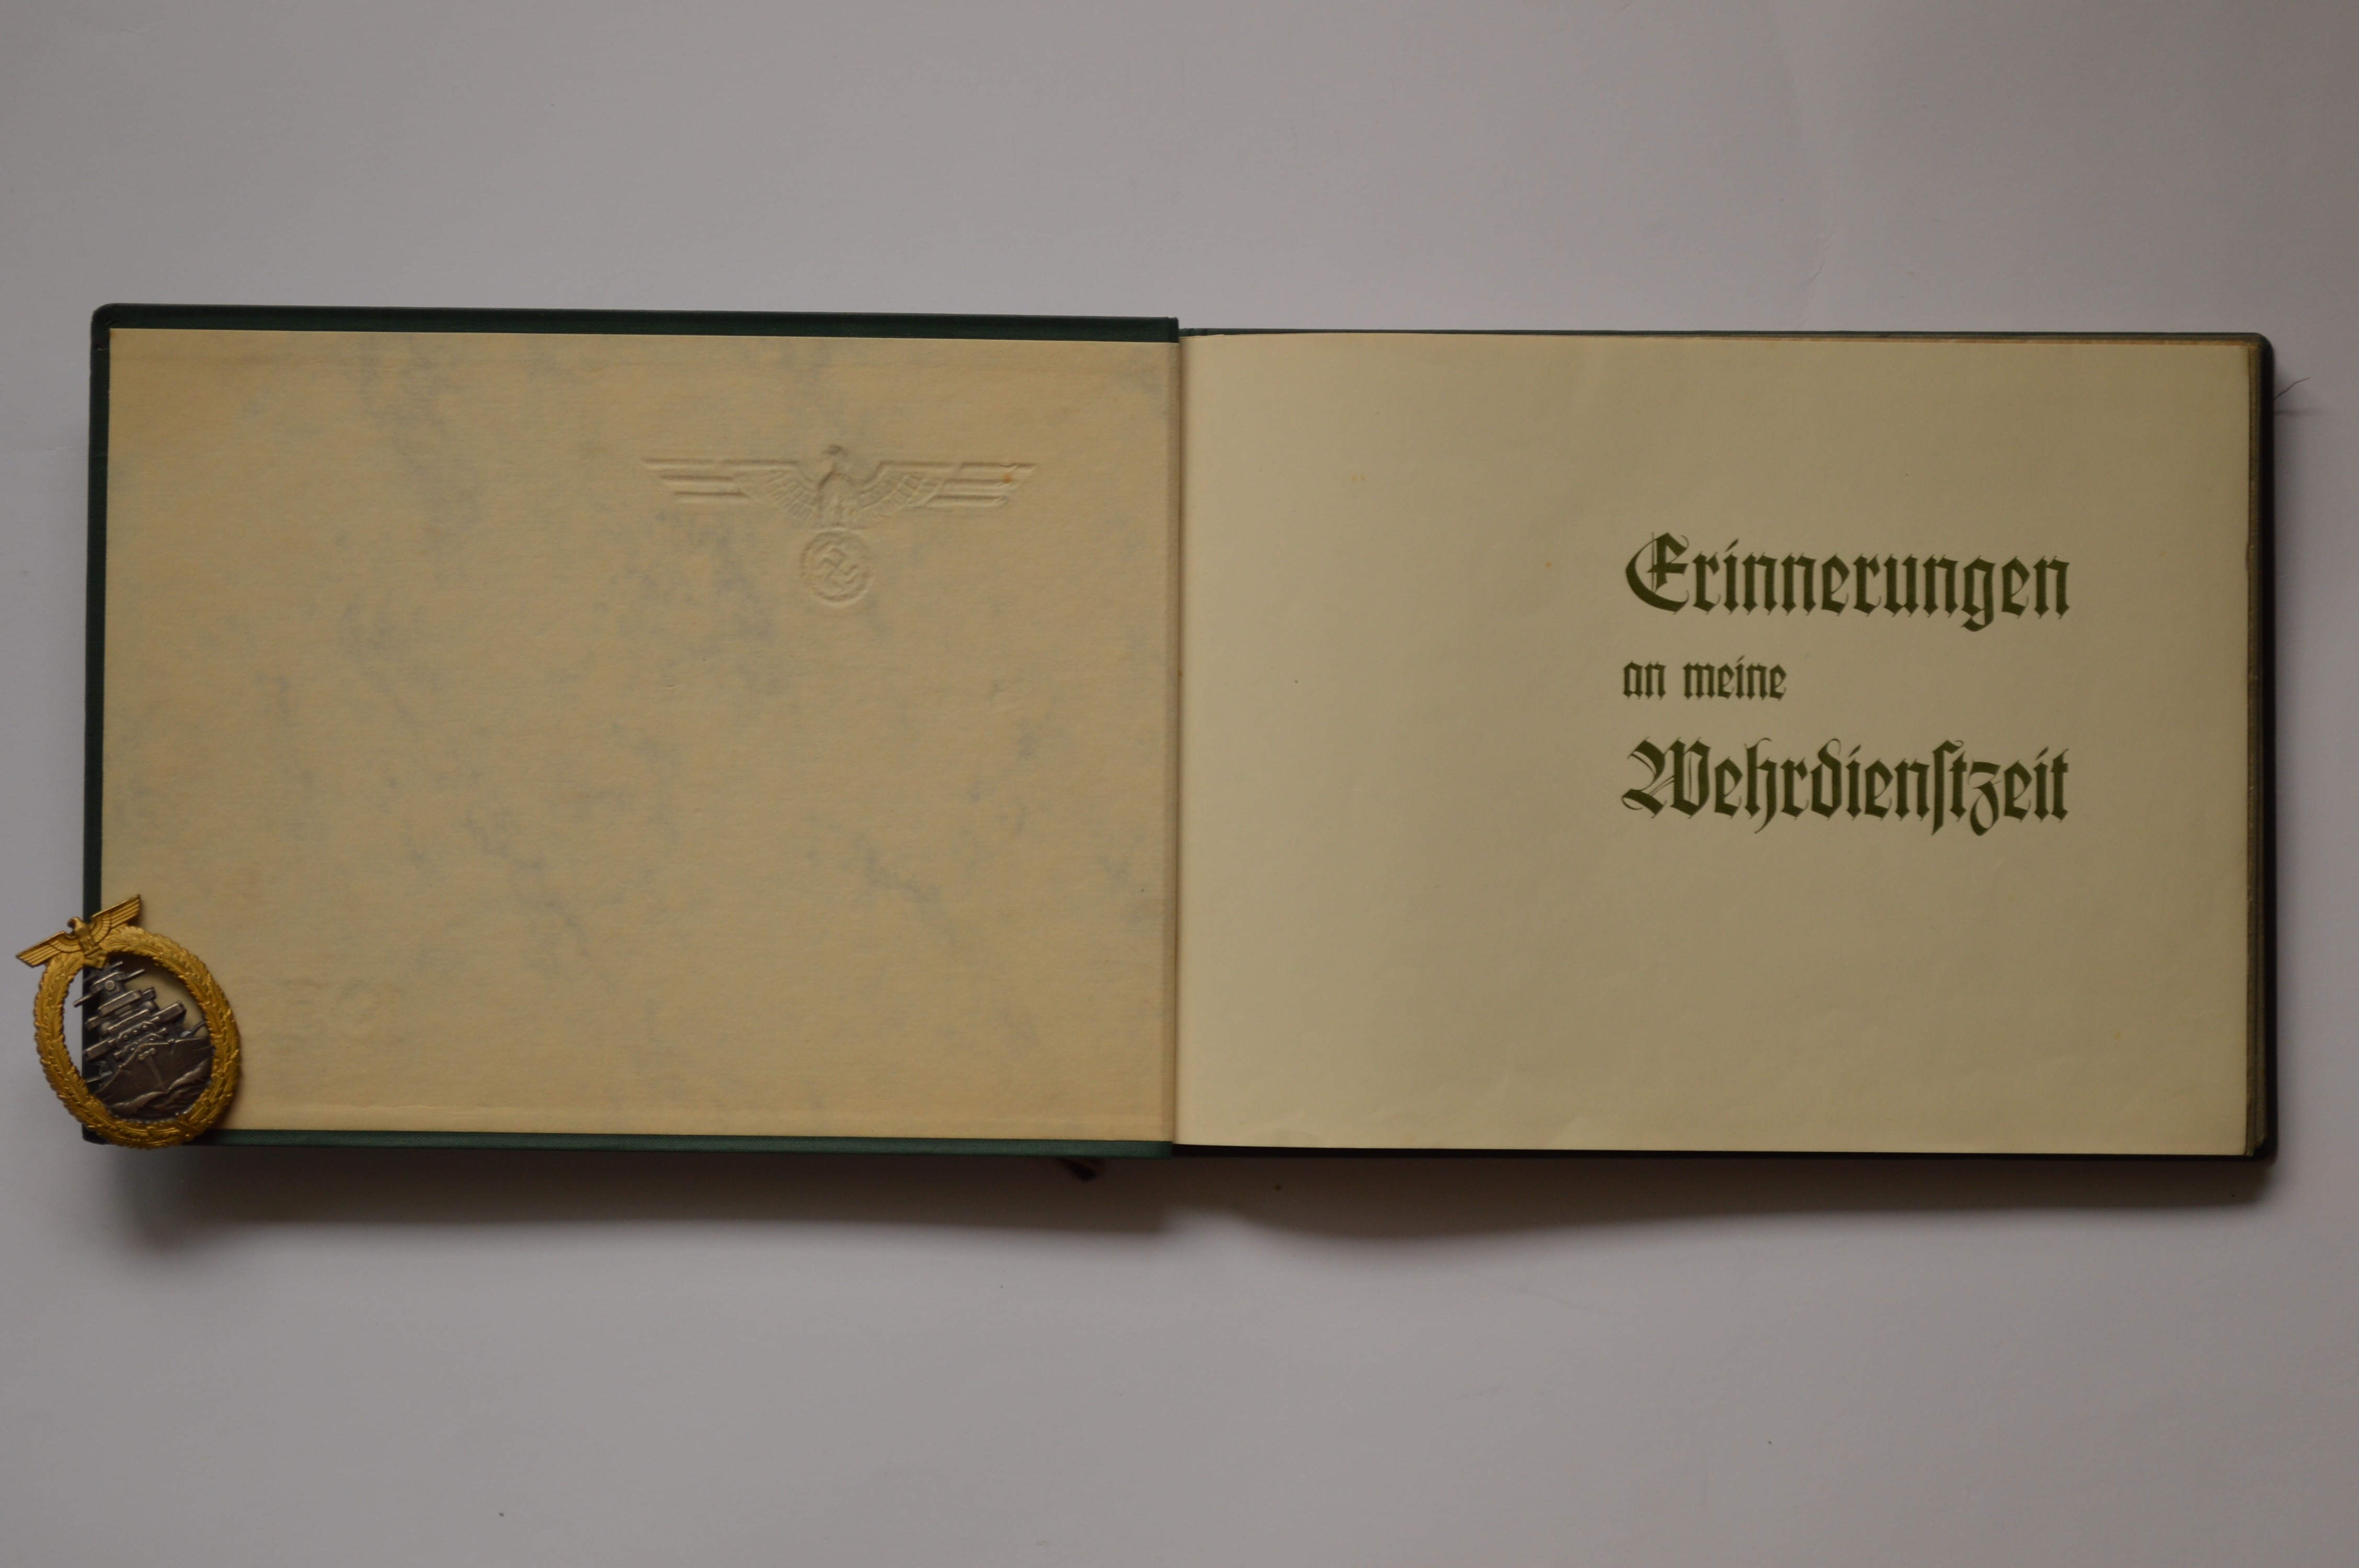 Erinnerungen
an meine
Wehrdienſtzeit